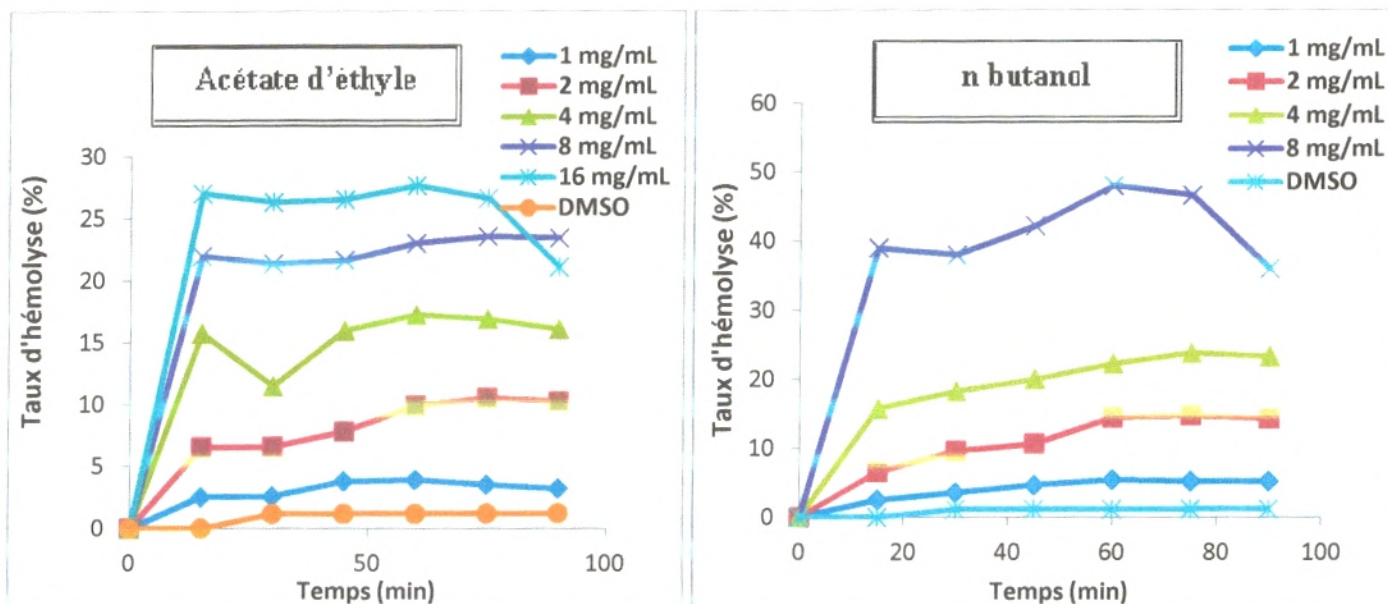 Acétate d'éthyle
1 mg/mL
2 mg/mL
4 mg/mL
8 mg/mL
16 mg/mL
DMSO
Taux d'hémolyse (%)
30
25
20
15
10
5
0
0
50
100
Temps (min)
n butanol
1 mg/mL
2 mg/mL
4 mg/mL
8 mg/mL
DMSO
Taux d'hémolyse (%)
60
50
40
30
20
10
0
0
20
40
60
80
100
Temps (min)